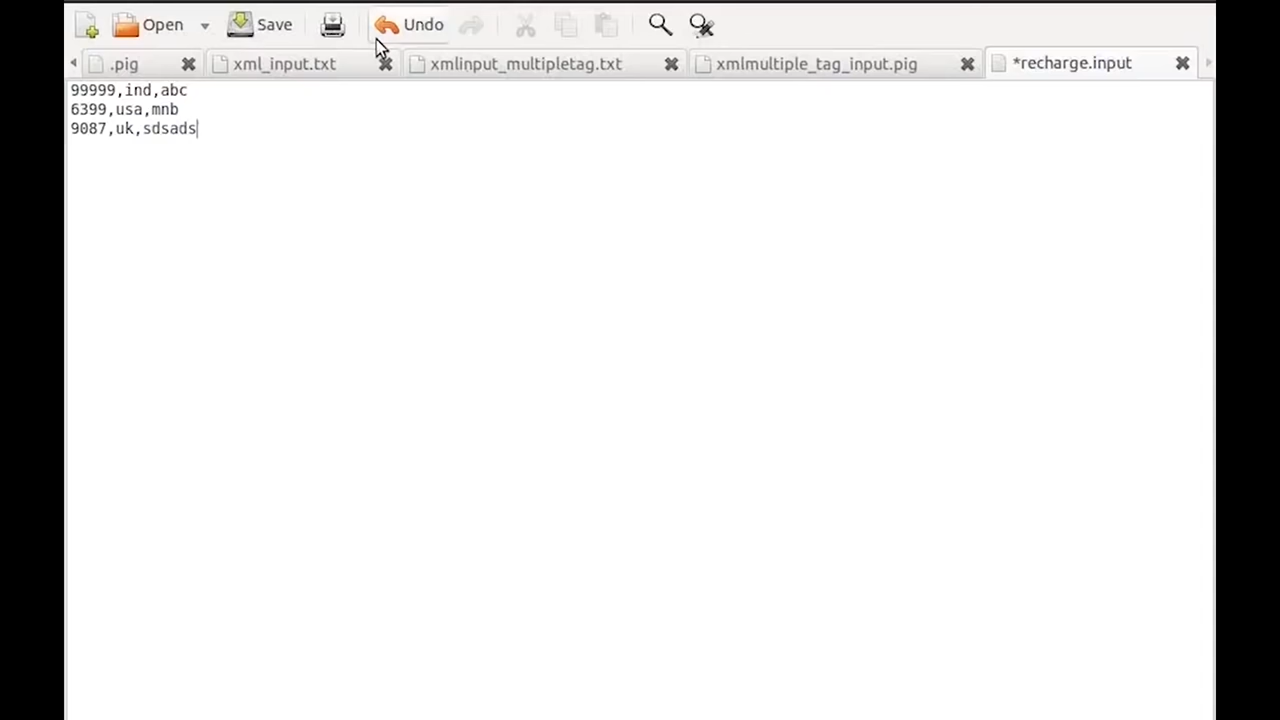 Open Save Undo
.pig xml_input.txt xmlinput_multipletag.txt xmlmultiple_tag_input.pig *recharge.input
99999,ind,abc
6399,usa,mnb
9087,uk,sdsads